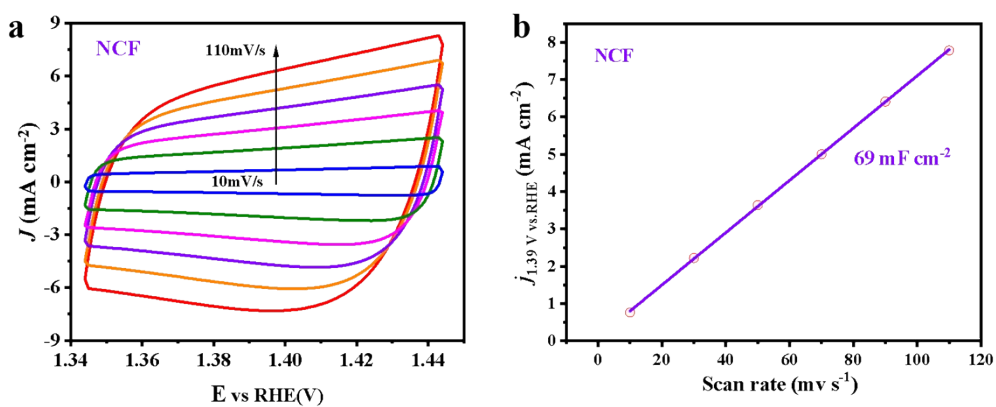 a
NCF
110mV/s
10mV/s
9
6
3
0
-3
-6
-9
J (mA cm-2)
1.34 1.36 1.38 1.40 1.42 1.44
E vs RHE(V)
b
NCF
69 mF cm-2
8
7
6
5
4
3
2
1
0
j1.39 V vs.RHE (mA cm-2)
0 20 40 60 80 100 120
Scan rate (mv s-1)